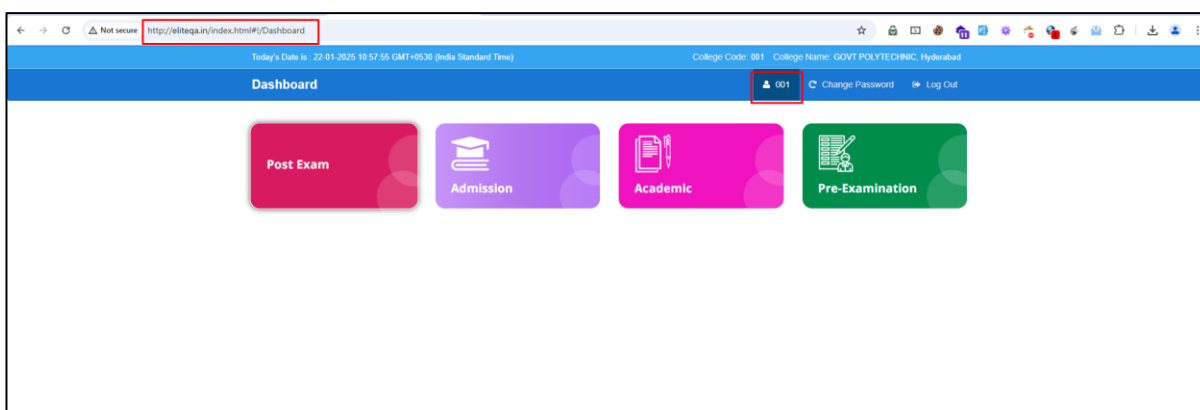 Not secure http://eliteqa.in/index.html#!/Dashboard
Today's Date is : 22-01-2025 10:57:55 GMT+0530 (India Standard Time) College Code: 001 College Name: GOVT POLYTECHNIC, Hyderabad
Dashboard 001 Change Password Log Out
Post Exam
Admission
Academic
Pre-Examination